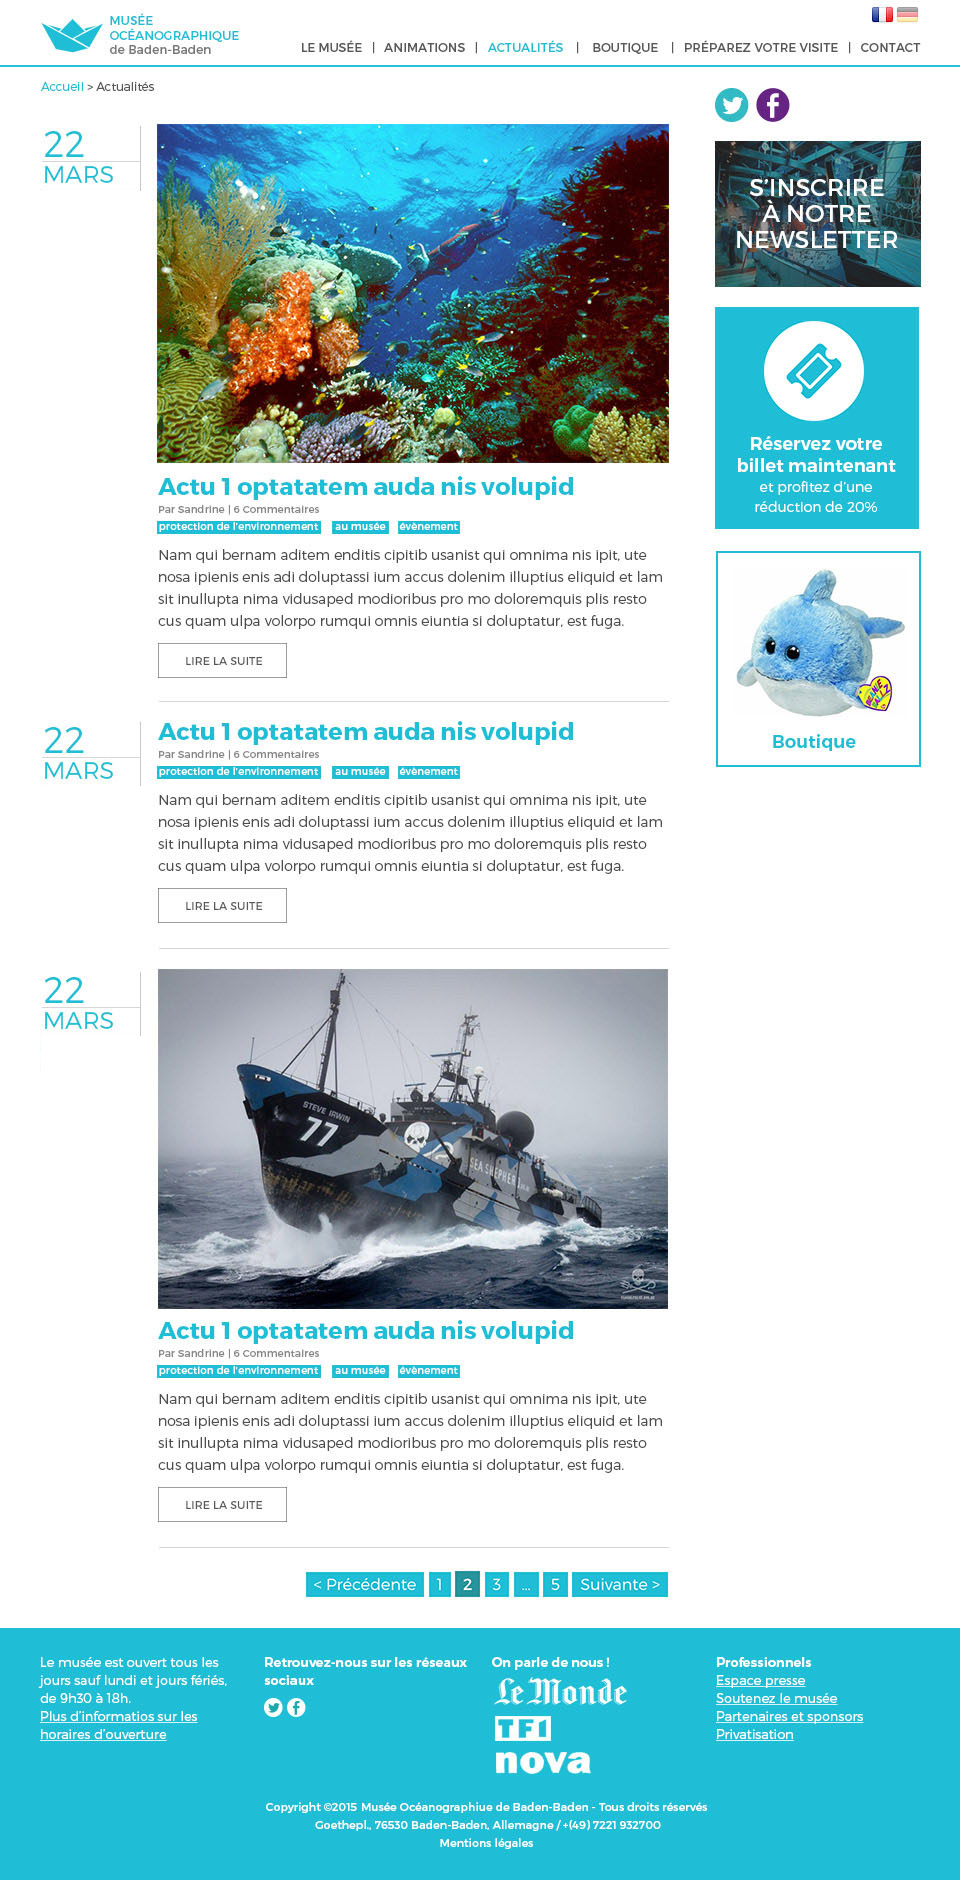 MUSÉE
OCÉANOGRAPHIQUE
de Baden-Baden
LE MUSÉE | ANIMATIONS | ACTUALITÉS | BOUTIQUE | PRÉPAREZ VOTRE VISITE | CONTACT
Accueil > Actualités
22
MARS
Actu 1 optatatem auda nis volupid
Par Sandrine | 6 Commentaires
protection de l'environnement au musée évènement
Nam qui bernam aditem enditis cipitib usanist qui omnima nis ipit, ute
nosa ipienis enis adi doluptassi ium accus dolenim illuptius eliquid et lam
sit inullupta nima vidusaped modioribus pro mo doloremquis plis resto
cus quam ulpa volorpo rumqui omnis eiuntia si doluptatur, est fuga.
LIRE LA SUITE
22
MARS
Actu 1 optatatem auda nis volupid
Par Sandrine | 6 Commentaires
protection de l'environnement au musée évènement
Nam qui bernam aditem enditis cipitib usanist qui omnima nis ipit, ute
nosa ipienis enis adi doluptassi ium accus dolenim illuptius eliquid et lam
sit inullupta nima vidusaped modioribus pro mo doloremquis plis resto
cus quam ulpa volorpo rumqui omnis eiuntia si doluptatur, est fuga.
LIRE LA SUITE
22
MARS
STEVE IRWIN
77
SEA SHEPHERD
Actu 1 optatatem auda nis volupid
Par Sandrine | 6 Commentaires
protection de l'environnement au musée évènement
Nam qui bernam aditem enditis cipitib usanist qui omnima nis ipit, ute
nosa ipienis enis adi doluptassi ium accus dolenim illuptius eliquid et lam
sit inullupta nima vidusaped modioribus pro mo doloremquis plis resto
cus quam ulpa volorpo rumqui omnis eiuntia si doluptatur, est fuga.
LIRE LA SUITE
< Précédente 1 2 3 ... 5 Suivante >
S'INSCRIRE
À NOTRE
NEWSLETTER
Réservez votre
billet maintenant
et profitez d'une
réduction de 20%
Boutique
Le musée est ouvert tous les
jours sauf lundi et jours fériés,
de 9h30 à 18h.
Plus d'informatios sur les
horaires d'ouverture
Retrouvez-nous sur les réseaux
sociaux
On parle de nous !
Le Monde
TF1
nova
Professionnels
Espace presse
Soutenez le musée
Partenaires et sponsors
Privatisation
Copyright ©2015 Musée Océanographiue de Baden-Baden - Tous droits réservés
Goethepl., 76530 Baden-Baden, Allemagne / +(49) 7221 932700
Mentions légales